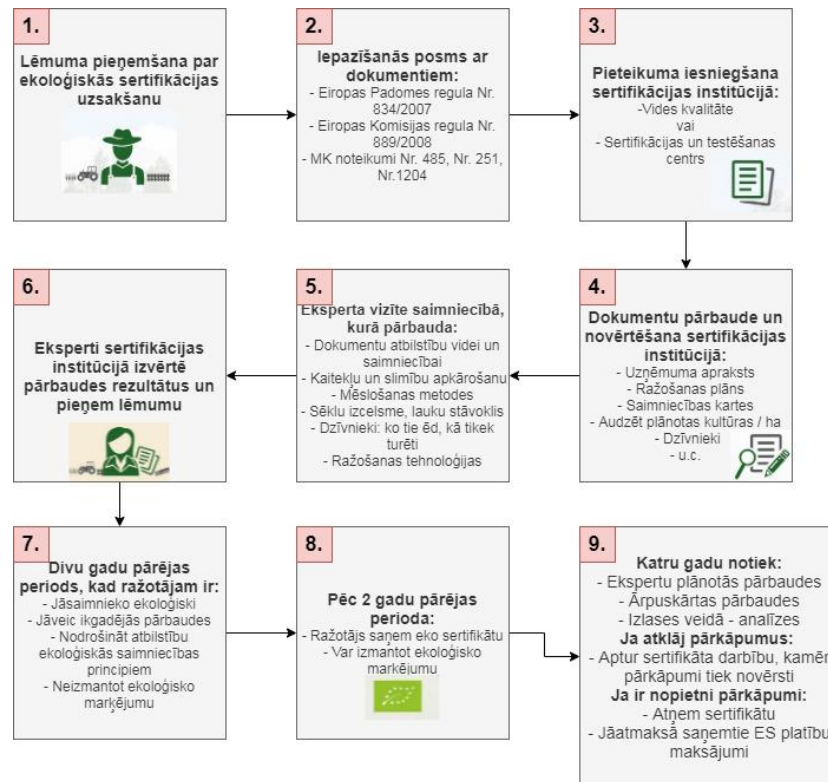 1.
Lēmuma pieņemšana par
ekoloģiskās sertifikācijas
uzsākšanu
2.
Iepazīšanās posms ar
dokumentiem:
- Eiropas Padomes regula Nr.
834/2007
- Eiropas Komisijas regula Nr.
889/2008
- MK noteikumi Nr. 485, Nr. 251,
Nr.1204
3.
Pieteikuma iesniegšana
sertifikācijas institūcijā:
-Vides kvalitāte
vai
- Sertifikācijas un testēšanas
centrs
4.
Dokumentu pārbaude un
novērtēšana sertifikācijas
institūcijā:
- Uzņēmuma apraksts
- Ražošanas plāns
- Saimniecības kartes
- Audzēt plānotas kultūras / ha
- Dzīvnieki
- u.c.
5.
Eksperta vizīte saimniecībā,
kurā pārbauda:
- Dokumentu atbilstību videi un
saimniecībai
- Kaitekļu un slimību apkārošanu
- Mēslošanas metodes
- Sēklu izcelsme, lauku stāvoklis
- Dzīvnieki: ko tie ēd, kā tikek
turēti
- Ražošanas tehnoloģijas
6.
Eksperti sertifikācijas
institūcijā izvērtē
pārbaudes rezultātus un
pieņem lēmumu
7.
Divu gadu pārējas
periods, kad ražotājam ir:
- Jāsaimnieko ekoloģiski
- Jāveic ikgadējās pārbaudes
- Nodrošināt atbilstību
ekoloģiskās saimniecības
principiem
- Neizmantot ekoloģisko
marķējumu
8.
Pēc 2 gadu pārējas
perioda:
- Ražotājs saņem eko sertifikātu
- Var izmantot ekoloģisko
markējumu
9.
Katru gadu notiek:
- Ekspertu plānotās pārbaudes
- Ārpuskārtas pārbaudes
- Izlases veidā - analīzes
Ja atklāj pārkāpumus:
- Aptur sertifikāta darbību, kamēr
pārkāpumi tiek novērsti
Ja ir nopietni pārkāpumi:
- Atņem sertifikātu
- Jāatmaksā saņemtie ES platību
maksājumi